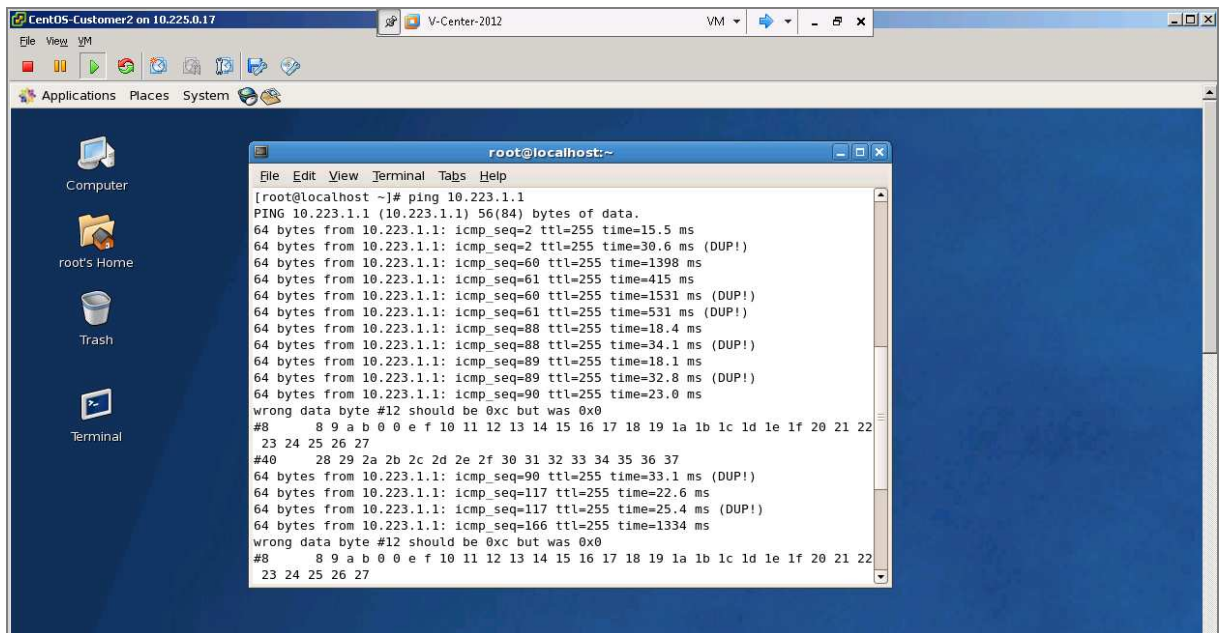 CentOS-Customer2 on 10.225.0.17
V-Center-2012 VM
File View VM
Applications Places System
Computer
root's Home
Trash
Terminal
root@localhost:~
File Edit View Terminal Tabs Help
[root@localhost ~]# ping 10.223.1.1
PING 10.223.1.1 (10.223.1.1) 56(84) bytes of data.
64 bytes from 10.223.1.1: icmp_seq=2 ttl=255 time=15.5 ms
64 bytes from 10.223.1.1: icmp_seq=2 ttl=255 time=30.6 ms (DUP!)
64 bytes from 10.223.1.1: icmp_seq=60 ttl=255 time=1398 ms
64 bytes from 10.223.1.1: icmp_seq=61 ttl=255 time=415 ms
64 bytes from 10.223.1.1: icmp_seq=60 ttl=255 time=1531 ms (DUP!)
64 bytes from 10.223.1.1: icmp_seq=61 ttl=255 time=531 ms (DUP!)
64 bytes from 10.223.1.1: icmp_seq=88 ttl=255 time=18.4 ms
64 bytes from 10.223.1.1: icmp_seq=88 ttl=255 time=34.1 ms (DUP!)
64 bytes from 10.223.1.1: icmp_seq=89 ttl=255 time=18.1 ms
64 bytes from 10.223.1.1: icmp_seq=89 ttl=255 time=32.8 ms (DUP!)
64 bytes from 10.223.1.1: icmp_seq=90 ttl=255 time=23.0 ms
wrong data byte #12 should be 0xc but was 0x0
#8 8 9 a b 0 0 e f 10 11 12 13 14 15 16 17 18 19 1a 1b 1c 1d 1e 1f 20 21 22
23 24 25 26 27
#40 28 29 2a 2b 2c 2d 2e 2f 30 31 32 33 34 35 36 37
64 bytes from 10.223.1.1: icmp_seq=90 ttl=255 time=33.1 ms (DUP!)
64 bytes from 10.223.1.1: icmp_seq=117 ttl=255 time=22.6 ms
64 bytes from 10.223.1.1: icmp_seq=117 ttl=255 time=25.4 ms (DUP!)
64 bytes from 10.223.1.1: icmp_seq=166 ttl=255 time=1334 ms
wrong data byte #12 should be 0xc but was 0x0
#8 8 9 a b 0 0 e f 10 11 12 13 14 15 16 17 18 19 1a 1b 1c 1d 1e 1f 20 21 22
23 24 25 26 27